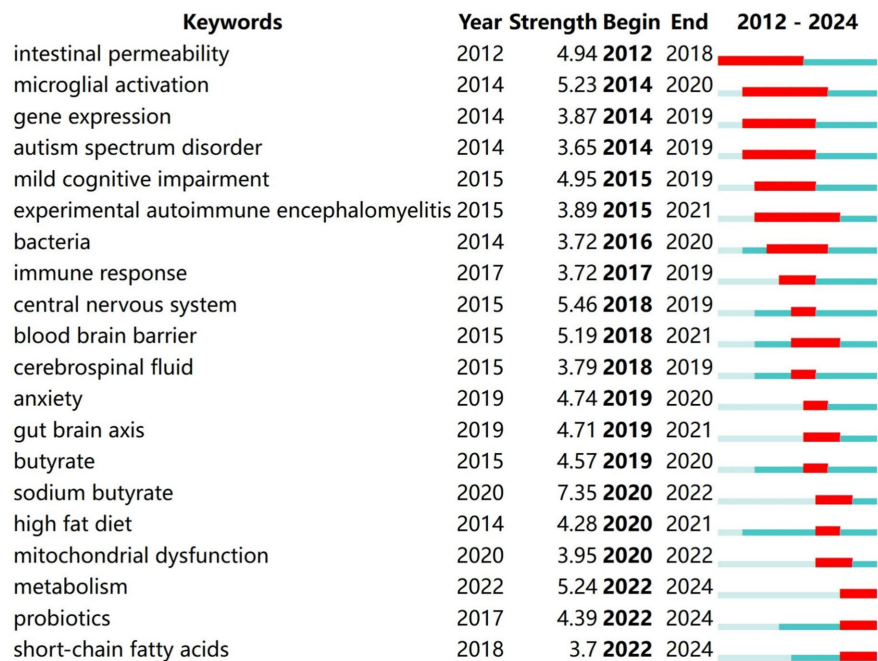 Keywords Year Strength Begin End 2012 - 2024
intestinal permeability 2012 4.94 2012 2018
microglial activation 2014 5.23 2014 2020
gene expression 2014 3.87 2014 2019
autism spectrum disorder 2014 3.65 2014 2019
mild cognitive impairment 2015 4.95 2015 2019
experimental autoimmune encephalomyelitis 2015 3.89 2015 2021
bacteria 2014 3.72 2016 2020
immune response 2017 3.72 2017 2019
central nervous system 2015 5.46 2018 2019
blood brain barrier 2015 5.19 2018 2021
cerebrospinal fluid 2015 3.79 2018 2019
anxiety 2019 4.74 2019 2020
gut brain axis 2019 4.71 2019 2021
butyrate 2015 4.57 2019 2020
sodium butyrate 2020 7.35 2020 2022
high fat diet 2014 4.28 2020 2021
mitochondrial dysfunction 2020 3.95 2020 2022
metabolism 2022 5.24 2022 2024
probiotics 2017 4.39 2022 2024
short-chain fatty acids 2018 3.7 2022 2024